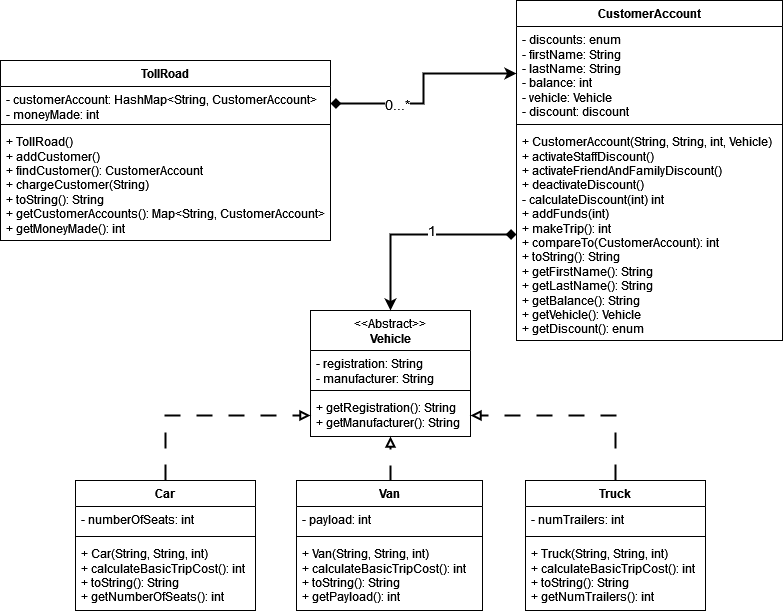 CustomerAccount
- discounts: enum
- firstName: String
- lastName: String
- balance: int
- vehicle: Vehicle
- discount: discount
+ CustomerAccount(String, String, int, Vehicle)
+ activateStaffDiscount()
+ activateFriendAndFamilyDiscount()
+ deactivateDiscount()
- calculateDiscount(int) int
+ addFunds(int)
+ makeTrip(): int
+ compareTo(CustomerAccount): int
+ toString(): String
+ getFirstName(): String
+ getLastName(): String
+ getBalance(): String
+ getVehicle(): Vehicle
+ getDiscount(): enum
TollRoad
- customerAccount: HashMap<String, CustomerAccount>
- moneyMade: int
+ TollRoad()
+ addCustomer()
+ findCustomer(): CustomerAccount
+ chargeCustomer(String)
+ toString(): String
+ getCustomerAccounts(): Map<String, CustomerAccount>
+ getMoneyMade(): int
0...*
1
<<Abstract>>
Vehicle
- registration: String
- manufacturer: String
+ getRegistration(): String
+ getManufacturer(): String
Car
- numberOfSeats: int
+ Car(String, String, int)
+ calculateBasicTripCost(): int
+ toString(): String
+ getNumberOfSeats(): int
Van
- payload: int
+ Van(String, String, int)
+ calculateBasicTripCost(): int
+ toString(): String
+ getPayload(): int
Truck
- numTrailers: int
+ Truck(String, String, int)
+ calculateBasicTripCost(): int
+ toString(): String
+ getNumTrailers(): int